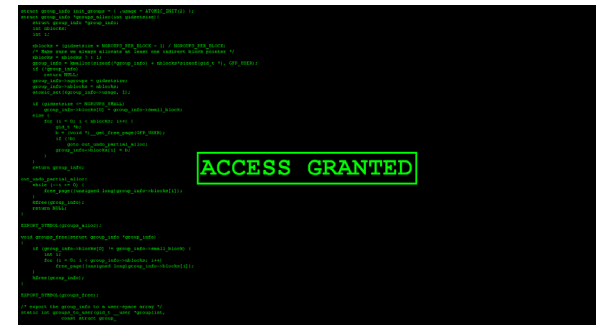 struct group_info init_groups = { .usage = ATOMIC_INIT(2) };
struct group_info *groups_alloc(int gidsetsize){
struct group_info *group_info;
int nblocks;
int i;
nblocks = (gidsetsize + NGROUPS_PER_BLOCK - 1) / NGROUPS_PER_BLOCK;
/* Make sure we always allocate at least one indirect block pointer */
nblocks = nblocks ? : 1;
group_info = kmalloc(sizeof(*group_info) + nblocks*sizeof(gid_t *), GFP_USER);
if (!group_info)
return NULL;
group_info->ngroups = gidsetsize;
group_info->nblocks = nblocks;
atomic_set(&group_info->usage, 1);
if (gidsetsize <= NGROUPS_SMALL)
group_info->blocks[0] = group_info->small_block;
else {
for (i = 0; i < nblocks; i++) {
gid_t *b;
b = (void *)__get_free_page(GFP_USER);
if (!b)
goto out_undo_partial_alloc;
group_info->blocks[i] = b;
}
}
return group_info;
ACCESS GRANTED
out_undo_partial_alloc:
while (--i >= 0) {
free_page((unsigned long)group_info->blocks[i]);
}
kfree(group_info);
return NULL;
}
EXPORT_SYMBOL(groups_alloc);
void groups_free(struct group_info *group_info)
{
if (group_info->blocks[0] != group_info->small_block) {
int i;
for (i = 0; i < group_info->nblocks; i++)
free_page((unsigned long)group_info->blocks[i]);
}
kfree(group_info);
}
EXPORT_SYMBOL(groups_free);
/* export the group_info to a user-space array */
static int groups_to_user(gid_t __user *grouplist,
const struct group_